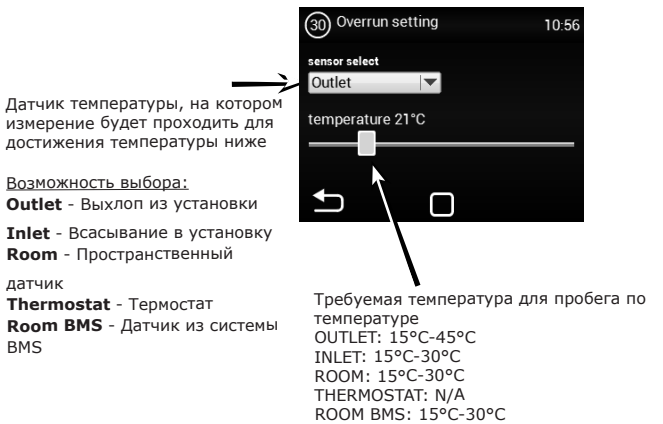 30 Overrun setting 10:56
sensor select
Outlet
temperature 21°C
Датчик температуры, на котором
измерение будет проходить для
достижения температуры ниже
Возможность выбора:
Outlet - Выхлоп из установки
Inlet - Всасывание в установку
Room - Пространственный
датчик
Thermostat - Термостат
Room BMS - Датчик из системы
BMS
Требуемая температура для пробега по
температуре
OUTLET: 15°C-45°C
INLET: 15°C-30°C
ROOM: 15°C-30°C
THERMOSTAT: N/A
ROOM BMS: 15°C-30°C